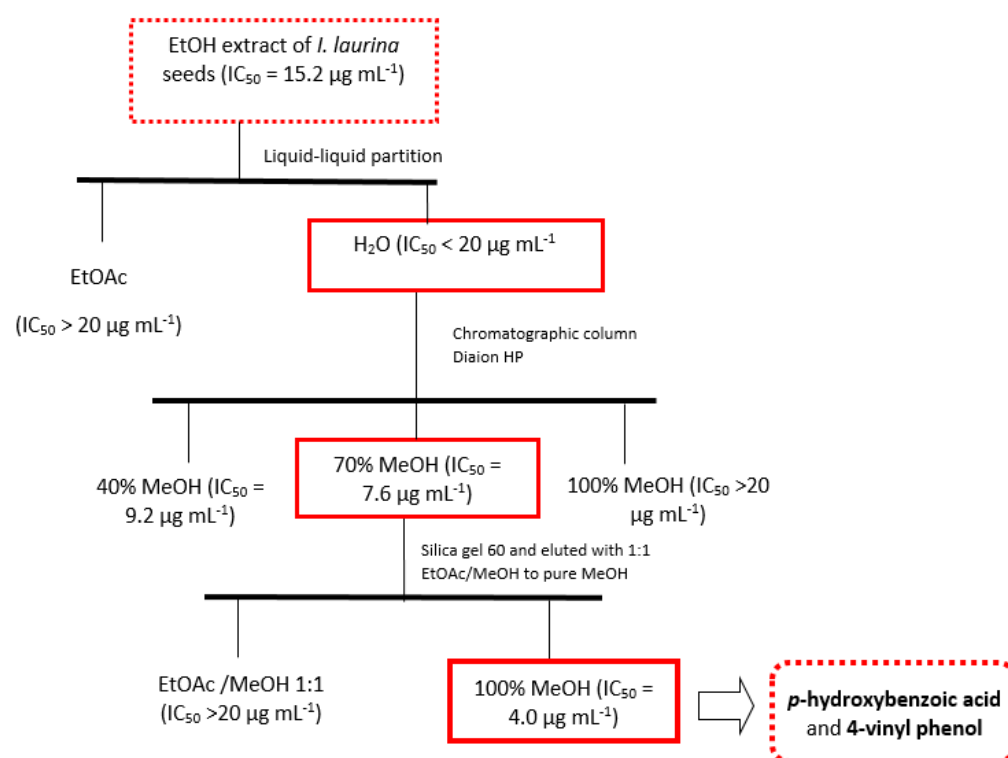 EtOH extract of I. laurina
seeds (IC₅₀ = 15.2 µg mL⁻¹)
Liquid-liquid partition
H₂O (IC₅₀ < 20 µg mL⁻¹
EtOAc
(IC₅₀ > 20 µg mL⁻¹)
Chromatographic column
Diaion HP
40% MeOH (IC₅₀ =
9.2 µg mL⁻¹)
70% MeOH (IC₅₀ =
7.6 µg mL⁻¹)
100% MeOH (IC₅₀ >20
µg mL⁻¹)
Silica gel 60 and eluted with 1:1
EtOAc/MeOH to pure MeOH
EtOAc /MeOH 1:1
(IC₅₀ >20 µg mL⁻¹)
100% MeOH (IC₅₀ =
4.0 µg mL⁻¹)
p-hydroxybenzoic acid
and 4-vinyl phenol